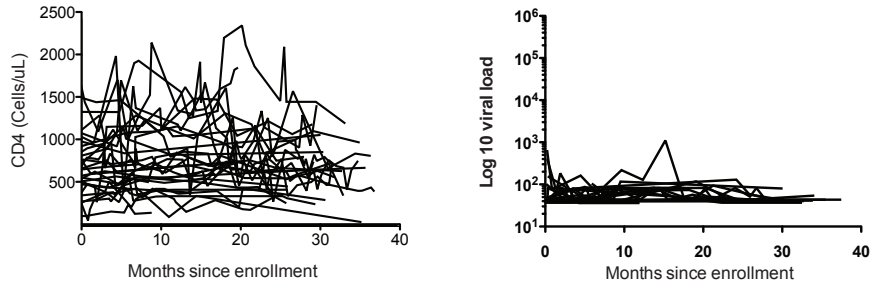 2500
2000
1500
1000
500
CD4 (Cells/uL)
0 10 20 30 40
Months since enrollment
10⁶
10⁵
10⁴
10³
10²
10¹
Log 10 viral load
0 10 20 30 40
Months since enrollment